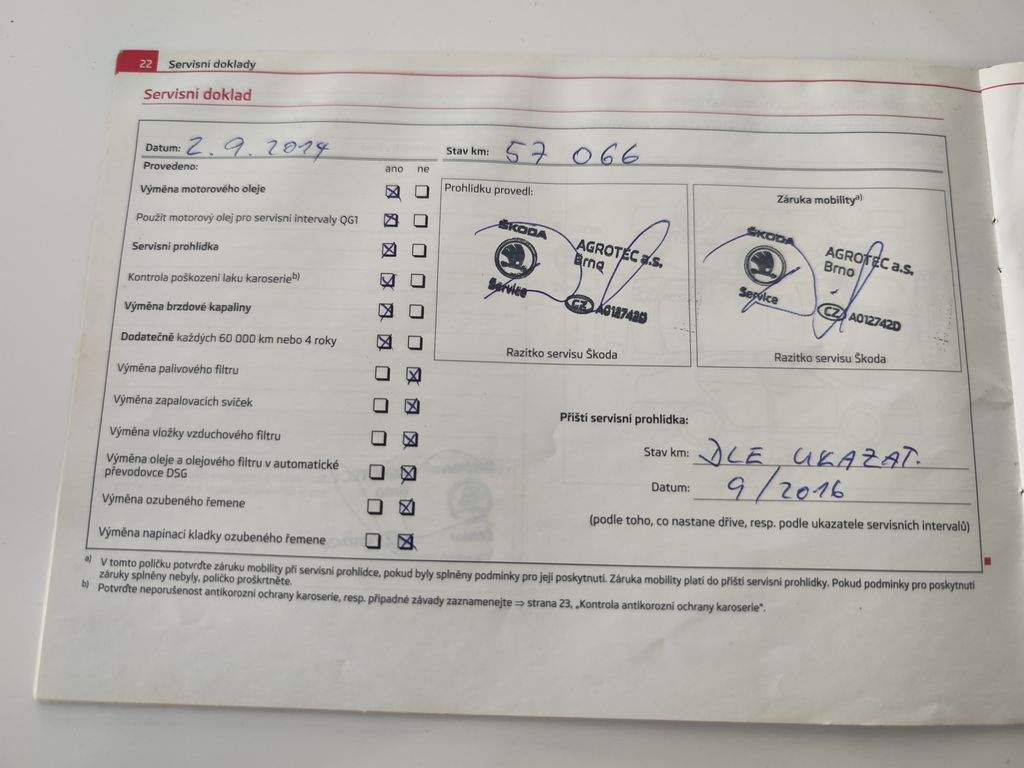 22 Servisní doklady
Servisní doklad
Datum: 2.9.2014
Stav km: 57 066
Provedeno: ano ne
Výměna motorového oleje
Použit motorový olej pro servisní intervaly QG1
Servisní prohlídka
Kontrola poškození laku karoserieb)
Výměna brzdové kapaliny
Dodatečně každých 60 000 km nebo 4 roky
Výměna palivového filtru
Výměna zapalovacích svíček
Výměna vložky vzduchového filtru
Výměna oleje a olejového filtru v automatické
převodovce DSG
Výměna ozubeného řemene
Výměna napínací kladky ozubeného řemene
Prohlídku provedl:
ŠKODA
Service
AGROTEC a.s.
Brno
CZ A012742D
Razítko servisu Škoda
Záruka mobilitya)
ŠKODA
Service
AGROTEC a.s.
Brno
CZ A012742D
Razítko servisu Škoda
Příští servisní prohlídka:
Stav km: DLE UKAZAT.
Datum: 9/2016
(podle toho, co nastane dříve, resp. podle ukazatele servisních intervalů)
a) V tomto políčku potvrďte záruku mobility při servisní prohlídce, pokud byly splněny podmínky pro její poskytnutí. Záruka mobility platí do příští servisní prohlídky. Pokud podmínky pro poskytnutí
záruky splněny nebyly, políčko proškrtněte.
b) Potvrďte neporušenost antikorozní ochrany karoserie, resp. případné závady zaznamenejte ⇒ strana 23, „Kontrola antikorozní ochrany karoserie“.